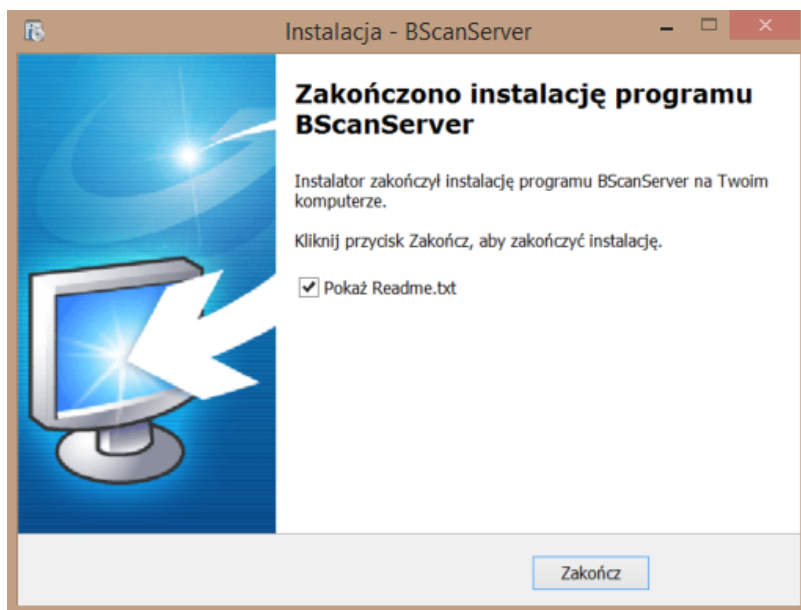 Instalacja - BScanServer
Zakończono instalację programu
BScanServer
Instalator zakończył instalację programu BScanServer na Twoim
komputerze.
Kliknij przycisk Zakończ, aby zakończyć instalację.
Pokaż Readme.txt
Zakończ